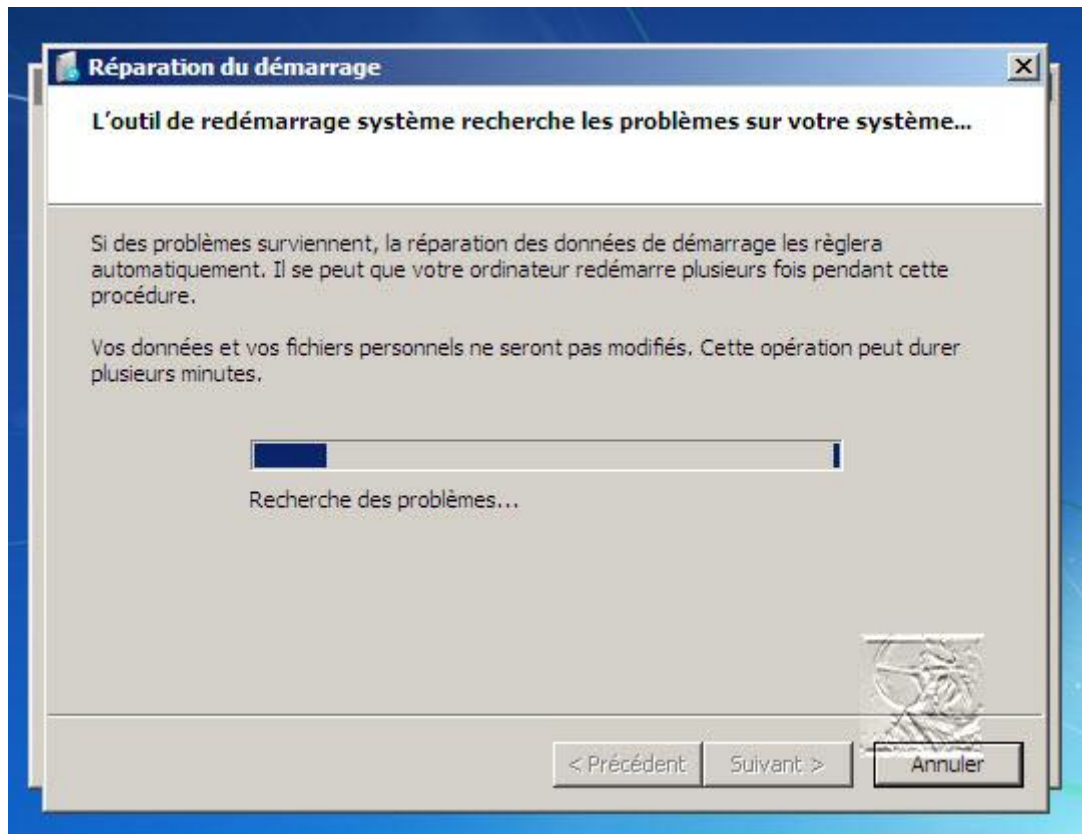 Réparation du démarrage
L'outil de redémarrage système recherche les problèmes sur votre système...
Si des problèmes surviennent, la réparation des données de démarrage les règlera
automatiquement. Il se peut que votre ordinateur redémarre plusieurs fois pendant cette
procédure.
Vos données et vos fichiers personnels ne seront pas modifiés. Cette opération peut durer
plusieurs minutes.
Recherche des problèmes...
< Précédent
Suivant >
Annuler